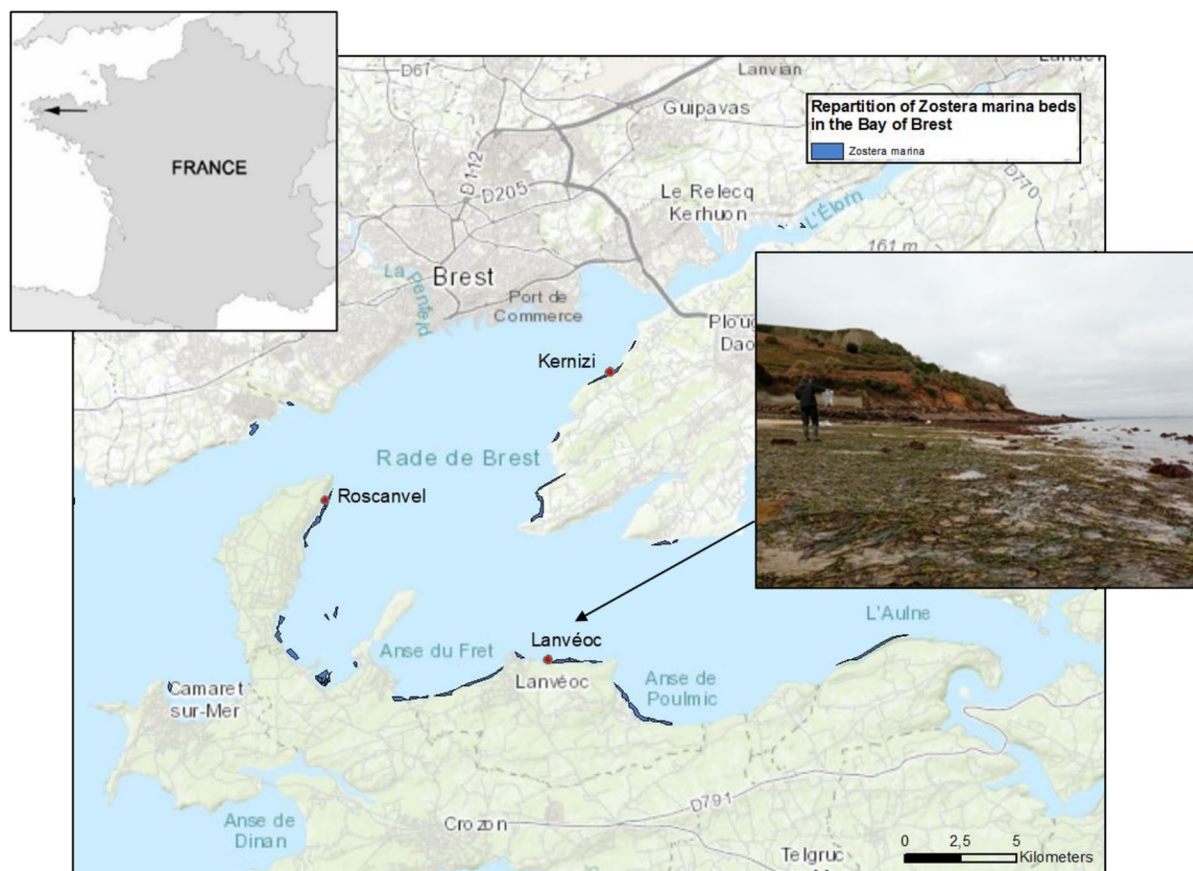 FRANCE
D61
Lanvian
Guipavas
Repartition of Zostera marina beds
in the Bay of Brest
Zostera marina
D112
D205
D770
Le Relecq
Kerhuon
L'Élorn
161 m
La Penfeld
Brest
Port de
Commerce
Kernizi
Rade de Brest
Roscanvel
L'Aulne
Lanvéoc
Anse du Fret
Lanvéoc
Anse de
Poulmic
Camaret
sur-Mer
D791
Anse de
Dinan
Crozon
Telgruc
0 2,5 5
Kilometers